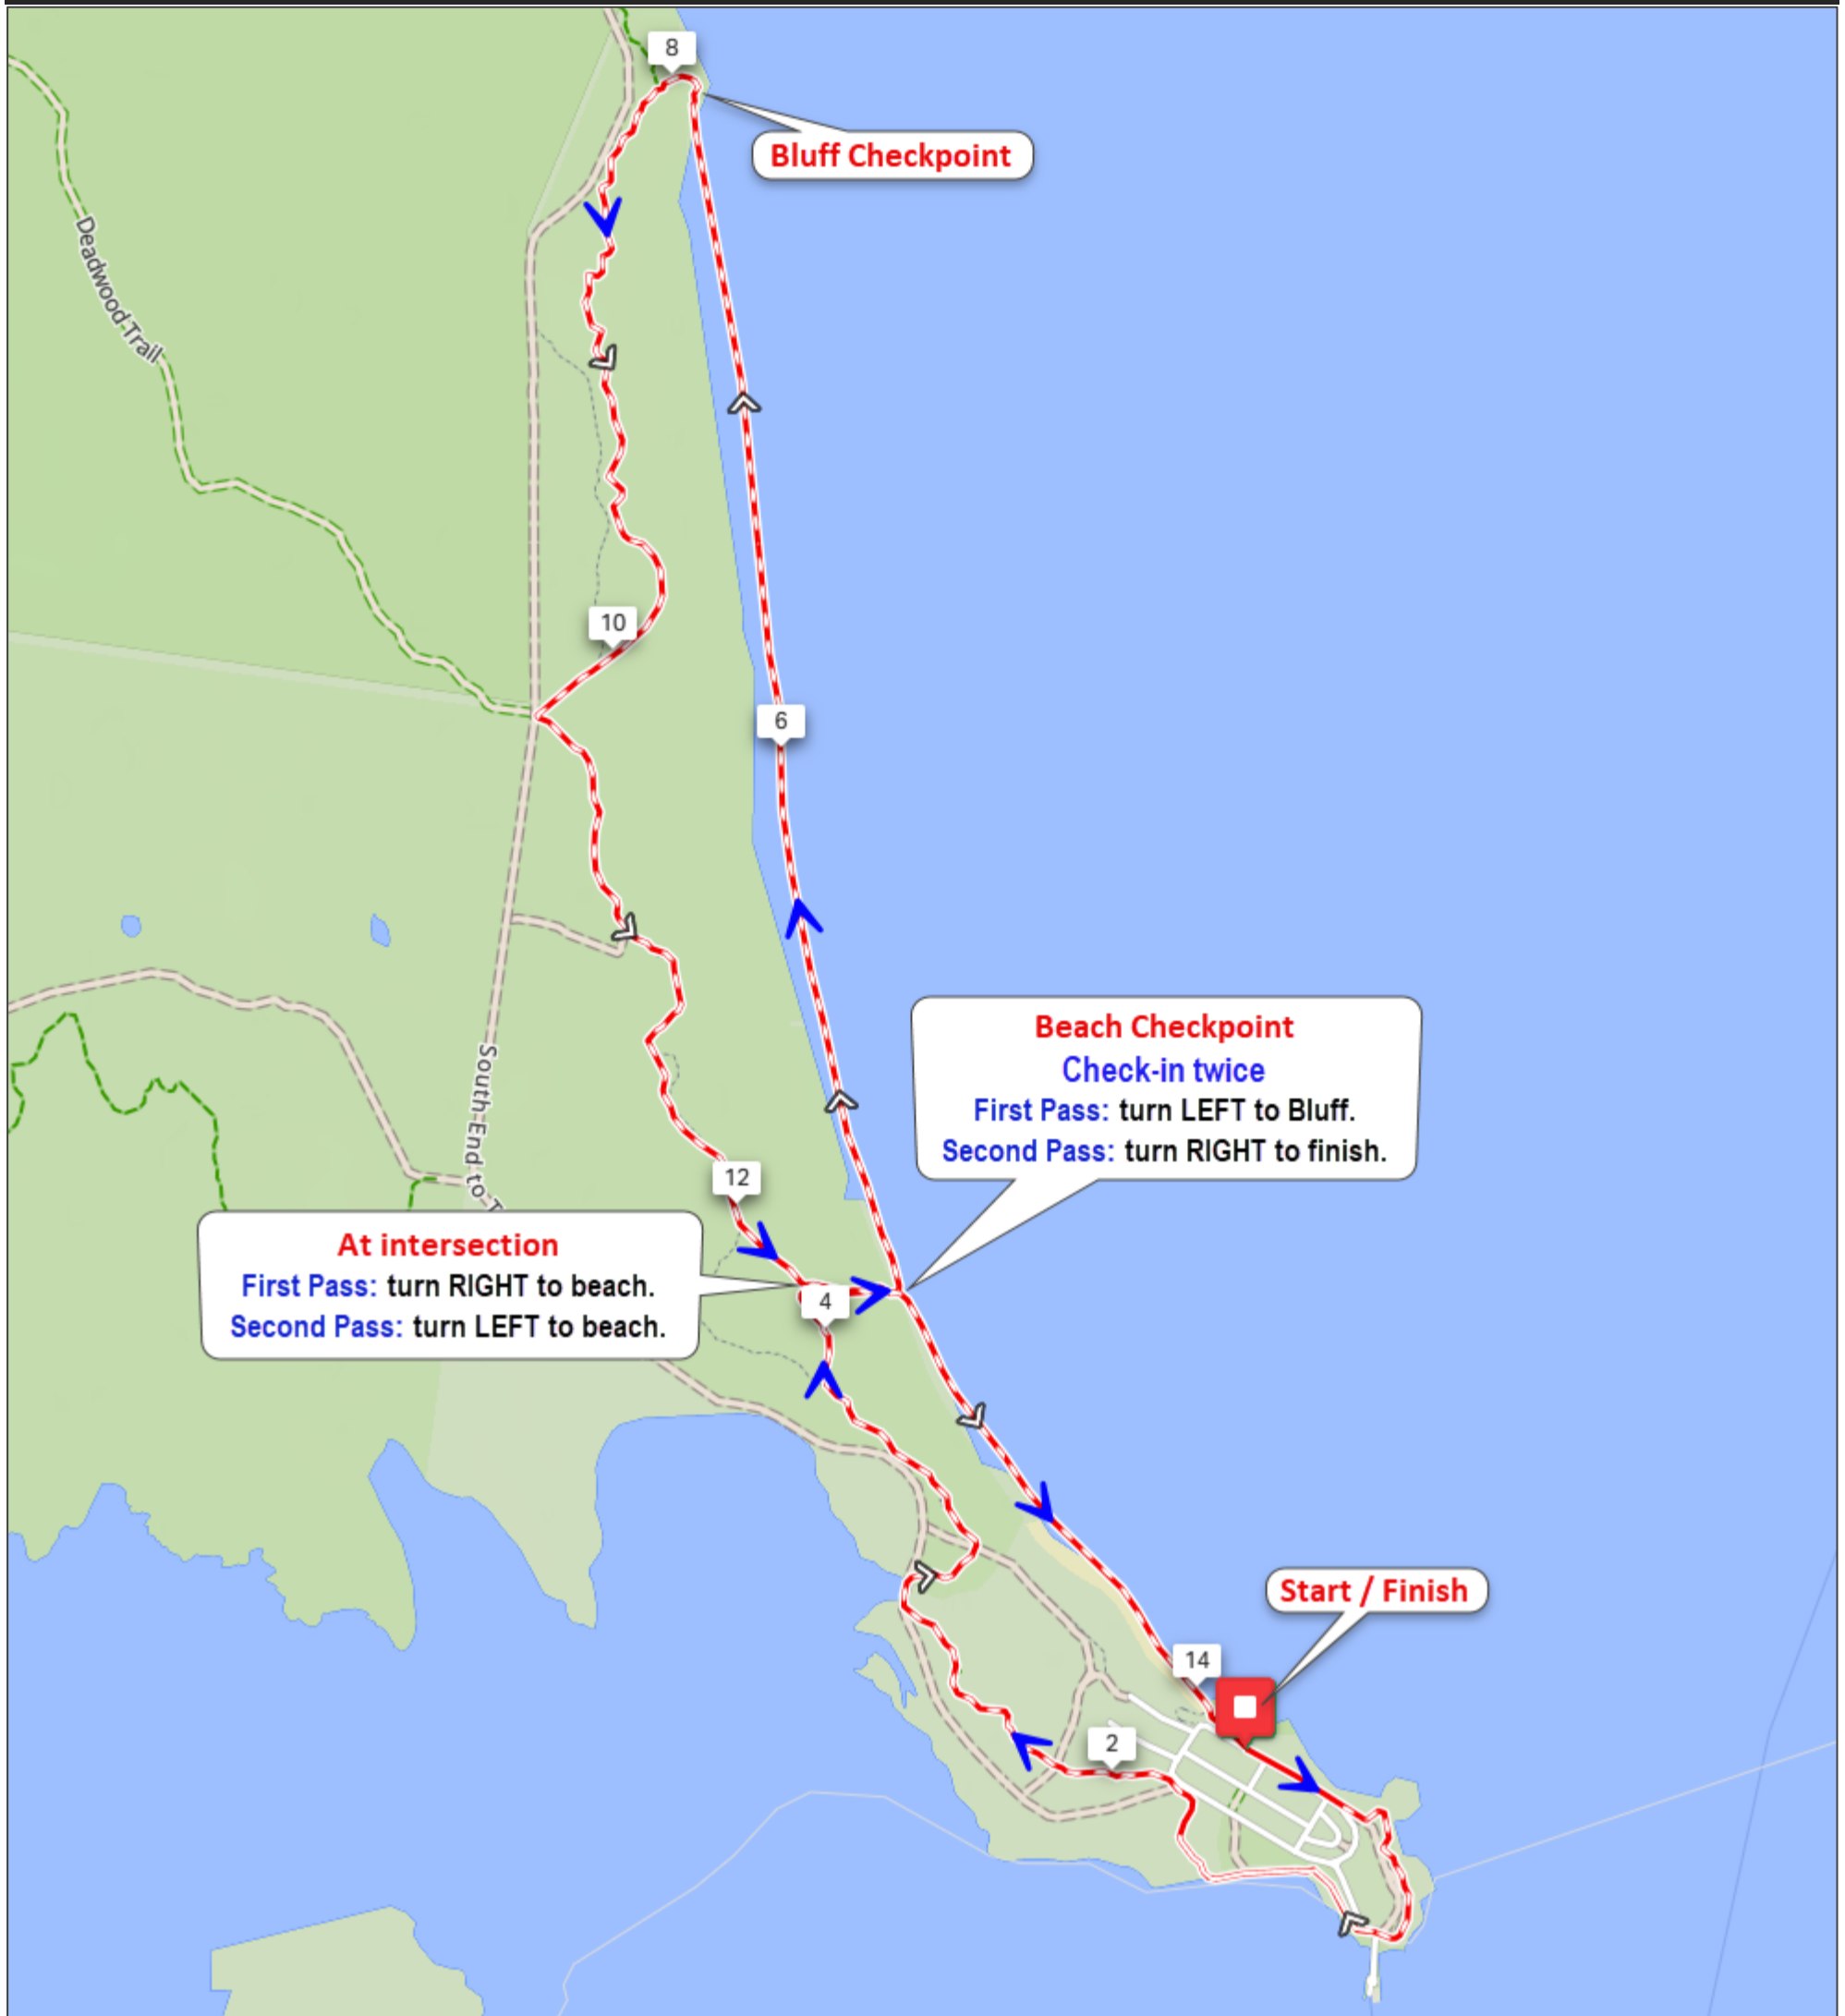 8
Bluff Checkpoint
Deadwood Trail
10
6
Beach Checkpoint
Check-in twice
First Pass: turn LEFT to Bluff.
Second Pass: turn RIGHT to finish.
South End to T
12
At intersection
First Pass: turn RIGHT to beach.
Second Pass: turn LEFT to beach.
4
Start / Finish
14
2